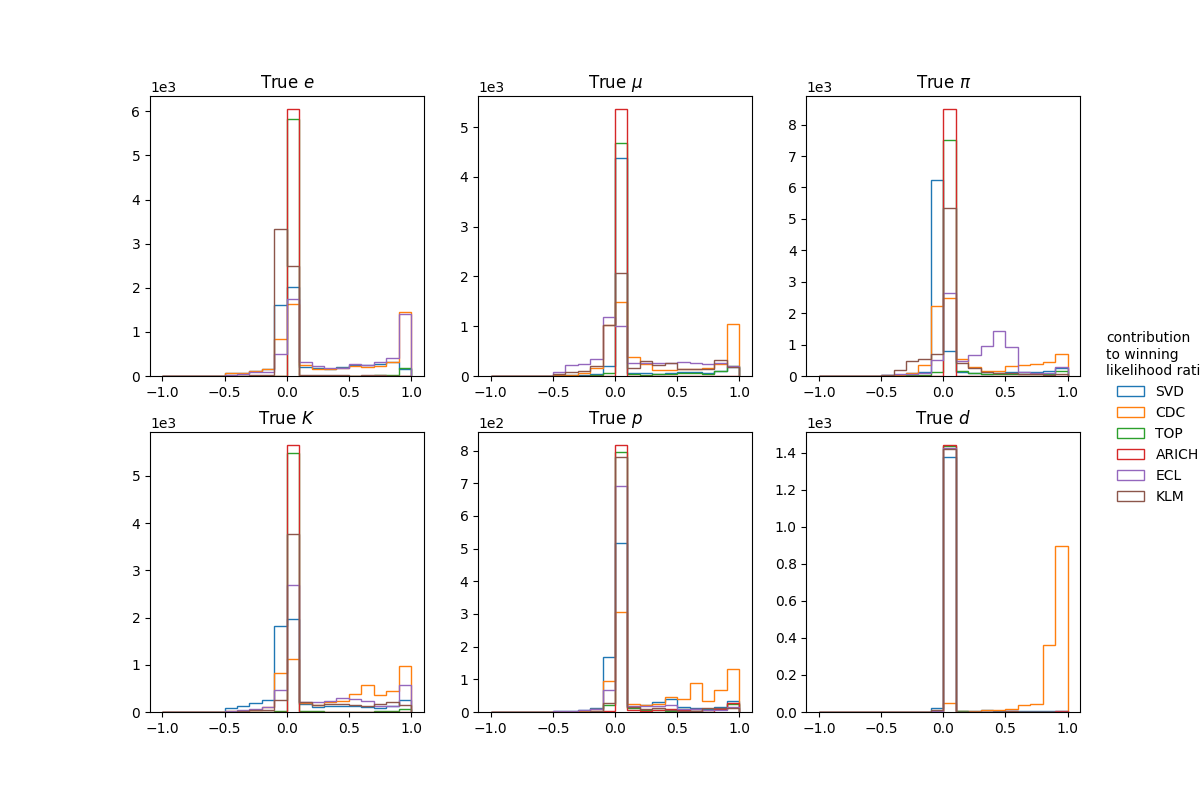 True e
1e3
6
5
4
3
2
1
0
−1.0 −0.5 0.0 0.5 1.0
True μ
1e3
5
4
3
2
1
0
−1.0 −0.5 0.0 0.5 1.0
True π
1e3
8
7
6
5
4
3
2
1
0
−1.0 −0.5 0.0 0.5 1.0
True K
1e3
5
4
3
2
1
0
−1.0 −0.5 0.0 0.5 1.0
True p
1e2
8
7
6
5
4
3
2
1
0
−1.0 −0.5 0.0 0.5 1.0
True d
1e3
1.4
1.2
1.0
0.8
0.6
0.4
0.2
0.0
−1.0 −0.5 0.0 0.5 1.0
contribution
to winning
likelihood rati
SVD
CDC
TOP
ARICH
ECL
KLM